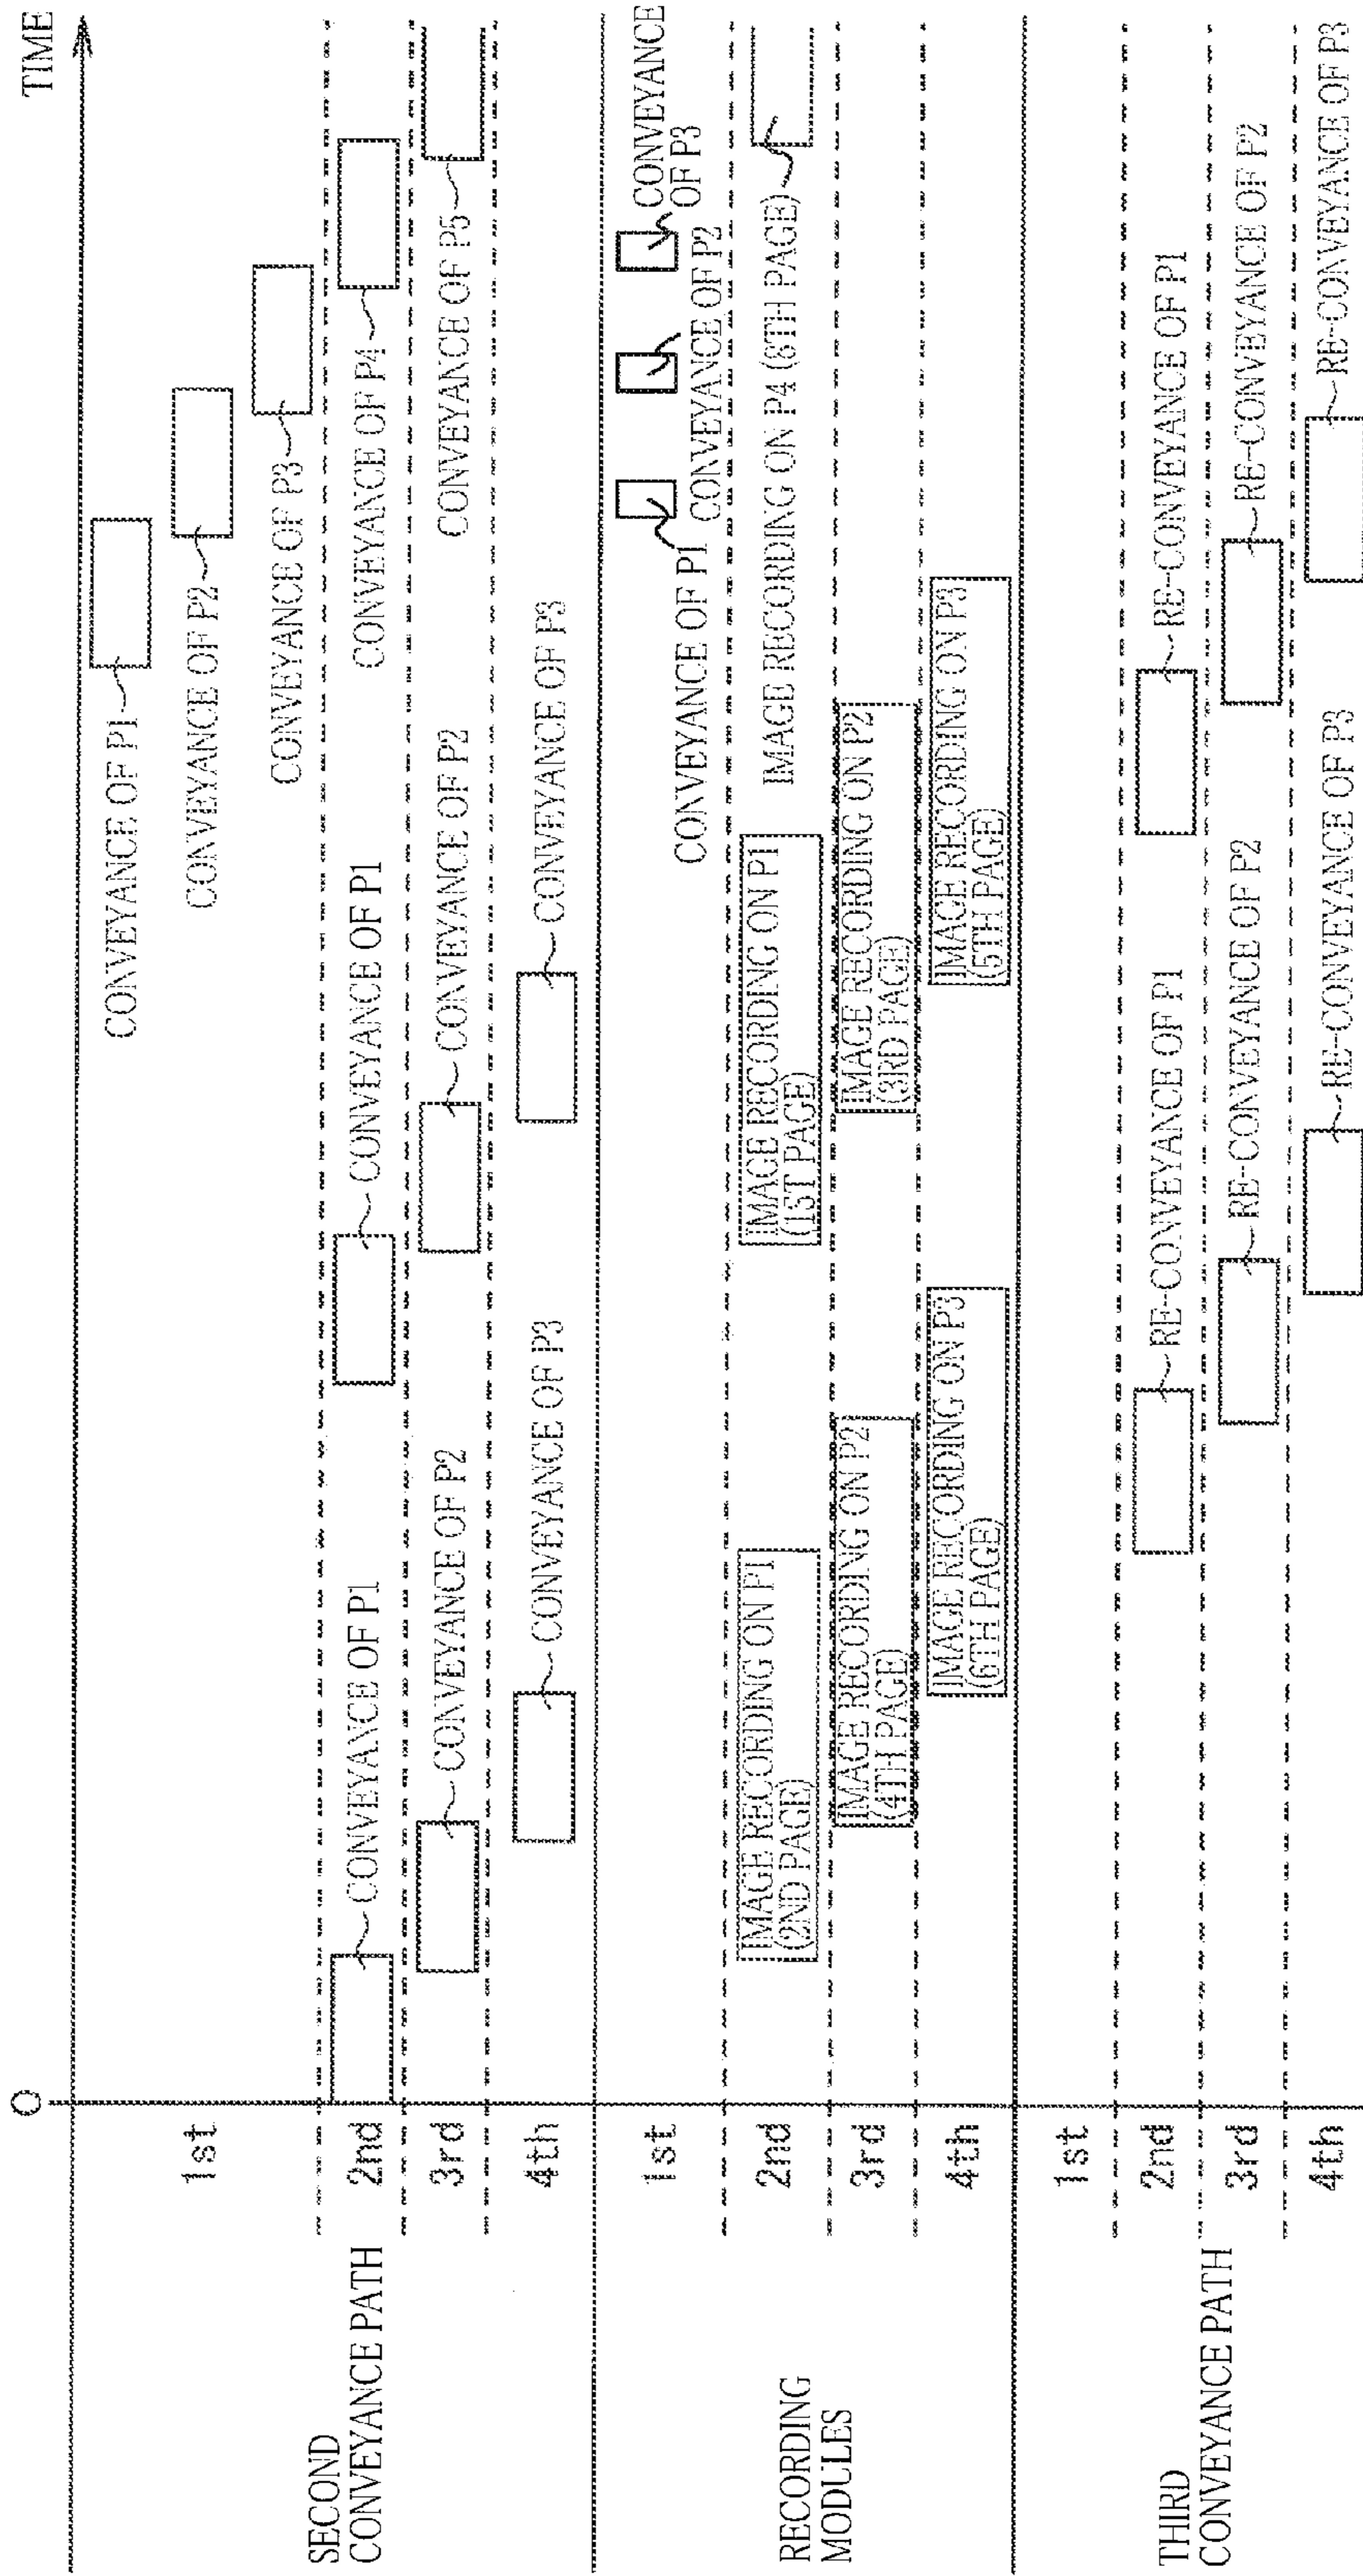 TIME
0
SECOND
CONVEYANCE PATH
1st
CONVEYANCE OF P1
CONVEYANCE OF P2
CONVEYANCE OF P3
2nd
CONVEYANCE OF P1
CONVEYANCE OF P1
CONVEYANCE OF P4
3rd
CONVEYANCE OF P2
CONVEYANCE OF P2
CONVEYANCE OF P5
4th
CONVEYANCE OF P3
CONVEYANCE OF P3
RECORDING
MODULES
1st
CONVEYANCE OF P1
CONVEYANCE OF P2
CONVEYANCE
OF P3
2nd
IMAGE RECORDING ON P1
(2ND PAGE)
IMAGE RECORDING ON P1
(1ST PAGE)
IMAGE RECORDING ON P4 (8TH PAGE)
3rd
IMAGE RECORDING ON P2
(4TH PAGE)
IMAGE RECORDING ON P2
(3RD PAGE)
4th
IMAGE RECORDING ON P3
(6TH PAGE)
IMAGE RECORDING ON P3
(5TH PAGE)
THIRD
CONVEYANCE PATH
1st
2nd
RE-CONVEYANCE OF P1
RE-CONVEYANCE OF P1
3rd
RE-CONVEYANCE OF P2
RE-CONVEYANCE OF P2
4th
RE-CONVEYANCE OF P3
RE-CONVEYANCE OF P3